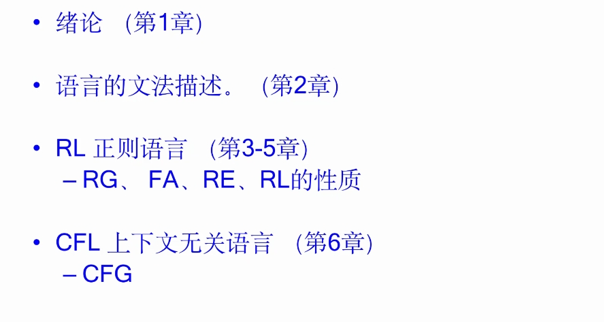 • 绪论 (第1章)
• 语言的文法描述。 (第2章)
• RL 正则语言 (第3-5章)
– RG、 FA、RE、RL的性质
• CFL 上下文无关语言 (第6章)
– CFG